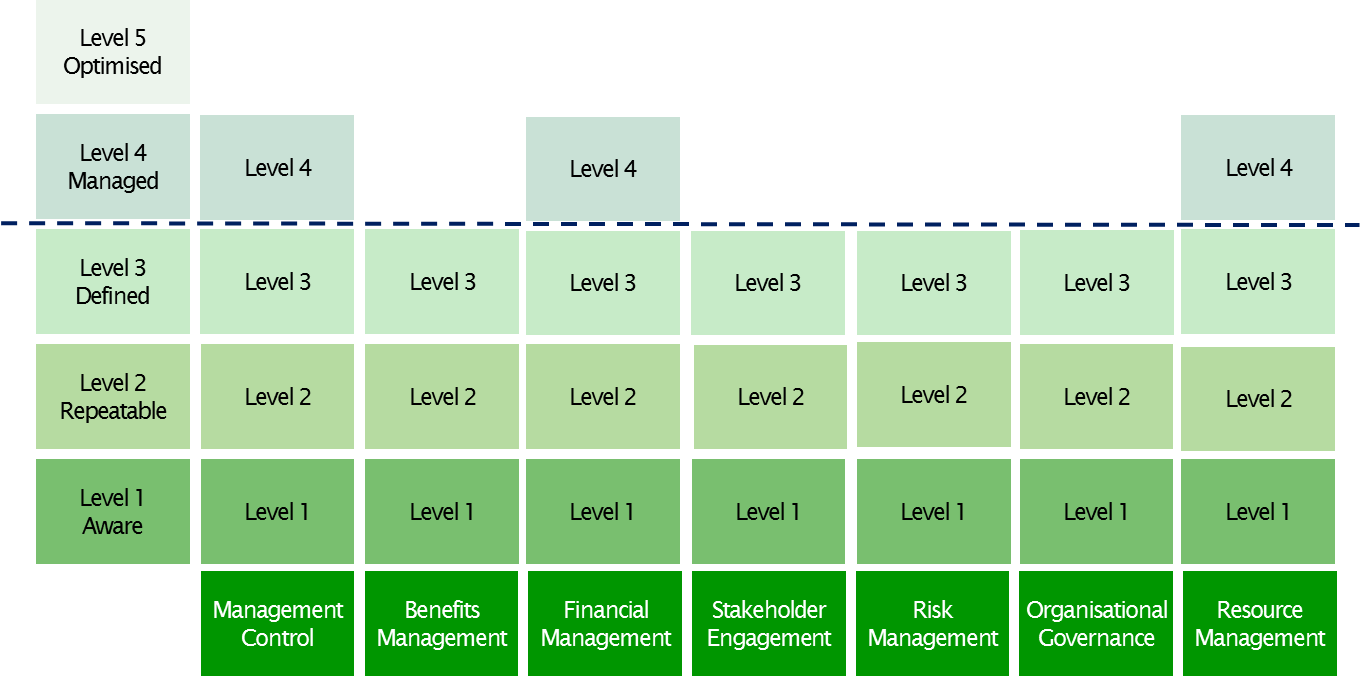 Level 5
Optimised
Level 4
Managed
Level 4
Level 4
Level 4
Level 3
Defined
Level 3
Level 3
Level 3
Level 3
Level 3
Level 3
Level 3
Level 2
Repeatable
Level 2
Level 2
Level 2
Level 2
Level 2
Level 2
Level 2
Level 1
Aware
Level 1
Level 1
Level 1
Level 1
Level 1
Level 1
Level 1
Management
Control
Benefits
Management
Financial
Management
Stakeholder
Engagement
Risk
Management
Organisational
Governance
Resource
Management